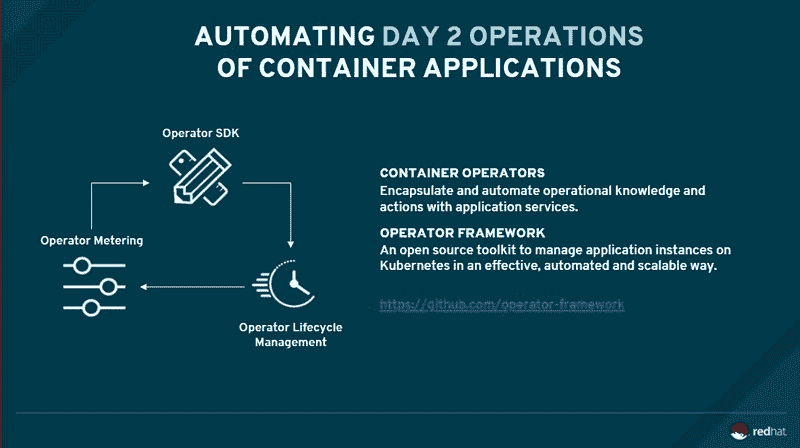 AUTOMATING DAY 2 OPERATIONS
OF CONTAINER APPLICATIONS
Operator SDK
Operator Metering
Operator Lifecycle
Management
CONTAINER OPERATORS
Encapsulate and automate operational knowledge and
actions with application services.
OPERATOR FRAMEWORK
An open source toolkit to manage application instances on
Kubernetes in an effective, automated and scalable way.
https://github.com/operator-framework
redhat